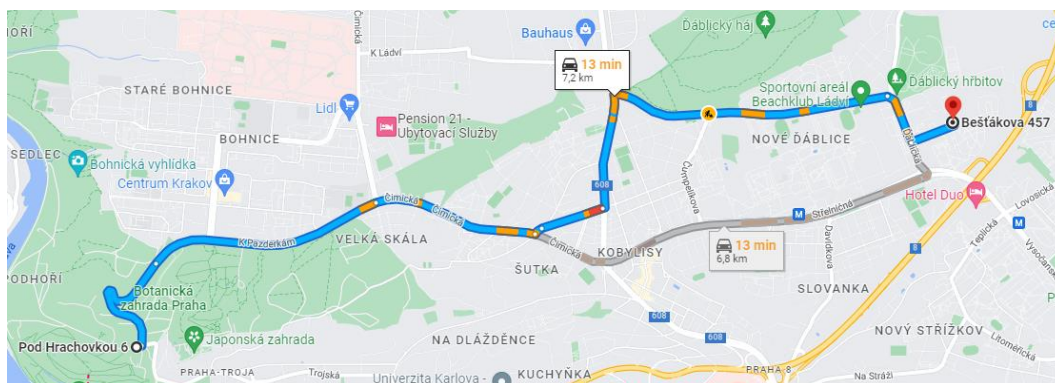 Čimická
K Ládví
Bauhaus
Ďáblický háj
13 min
7,2 km
STARÉ BOHNICE
Lídl
Sportovní areál
Beachklub Ládví
Ďáblický hřbitov
Pension 21 -
Ubytovací Služby
BOHNICE
Bešťákova 457
SEDLEC
Bohnická vyhlídka
NOVÉ ĎÁBLICE
Ďáblická
8
Centrum Krakov
608
Čumpelíkova
Hotel Duo
Lovosická
Čimická
Čimická
M
Střelničná
M
K Pazderkám
VELKÁ SKÁLA
Čimická
KOBYLISY
13 min
6,8 km
Davídkova
8
Teplická
Vysočanská
PODHOŘÍ
ŠUTKA
SLOVANKA
Botanická
zahrada Praha
608
NOVÝ STŘÍŽKOV
Pod Hrachovkou 6
Japonská zahrada
NA DLÁŽDĚNCE
Litoměřická
PRAHA-TROJA
Trojská
Univerzita Karlova -
KUCHYŇKA
PRAHA 8
Na Stráži